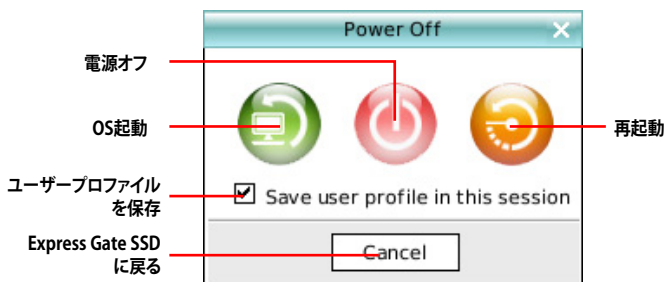 Power Off
電源オフ
OS起動
再起動
ユーザープロファイル
を保存
Save user profile in this session
Express Gate SSD
に戻る
Cancel